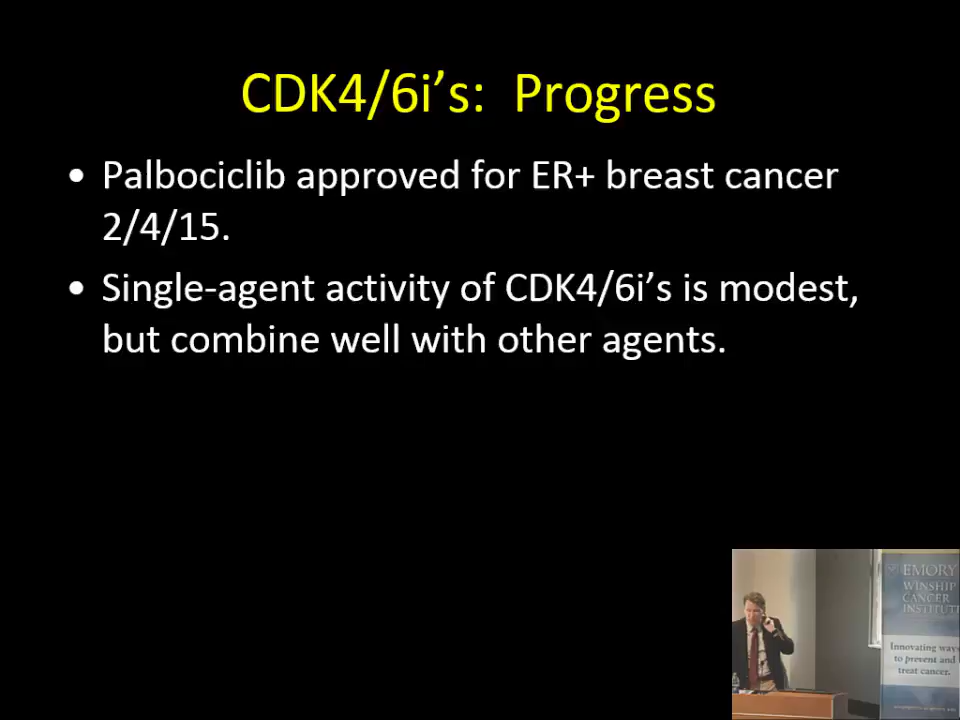 CDK4/6i’s:  Progress
• Palbociclib approved for ER+ breast cancer
2/4/15.
• Single-agent activity of CDK4/6i’s is modest,
but combine well with other agents.
EMORY
WINSHIP
CANCER
INSTITUTE
Innovating ways
to prevent and
treat cancer.